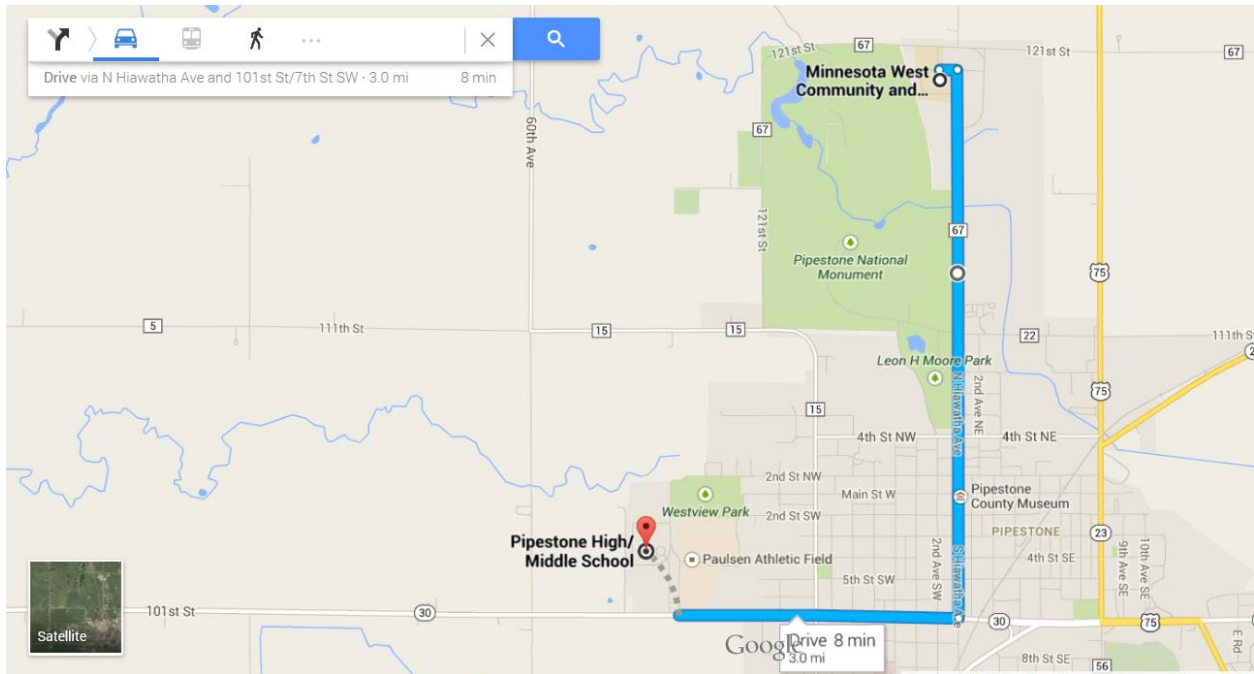 Drive via N Hiawatha Ave and 101st St/7th St SW - 3.0 mi 8 min
121st St
67
121st St
67
Minnesota West
Community and...
60th Ave
67
121st St
67
Pipestone National
Monument
75
5
111th St
15
15
22
111th S
2
Leon H Moore Park
N Hiawatha Ave
2nd Ave NE
75
15
4th St NW
4th St NE
2nd St NW
Main St W
Pipestone
County Museum
Westview Park
2nd St SW
PIPESTONE
23
Pipestone High/
Middle School
Paulsen Athletic Field
2nd Ave SW
S Hiawatha Ave
4th St SE
9th Ave SE
10th Ave SE
5th St SW
101st St
30
30
75
Satellite
Google
Drive 8 min
3.0 mi
8th St SE
56
E Rd